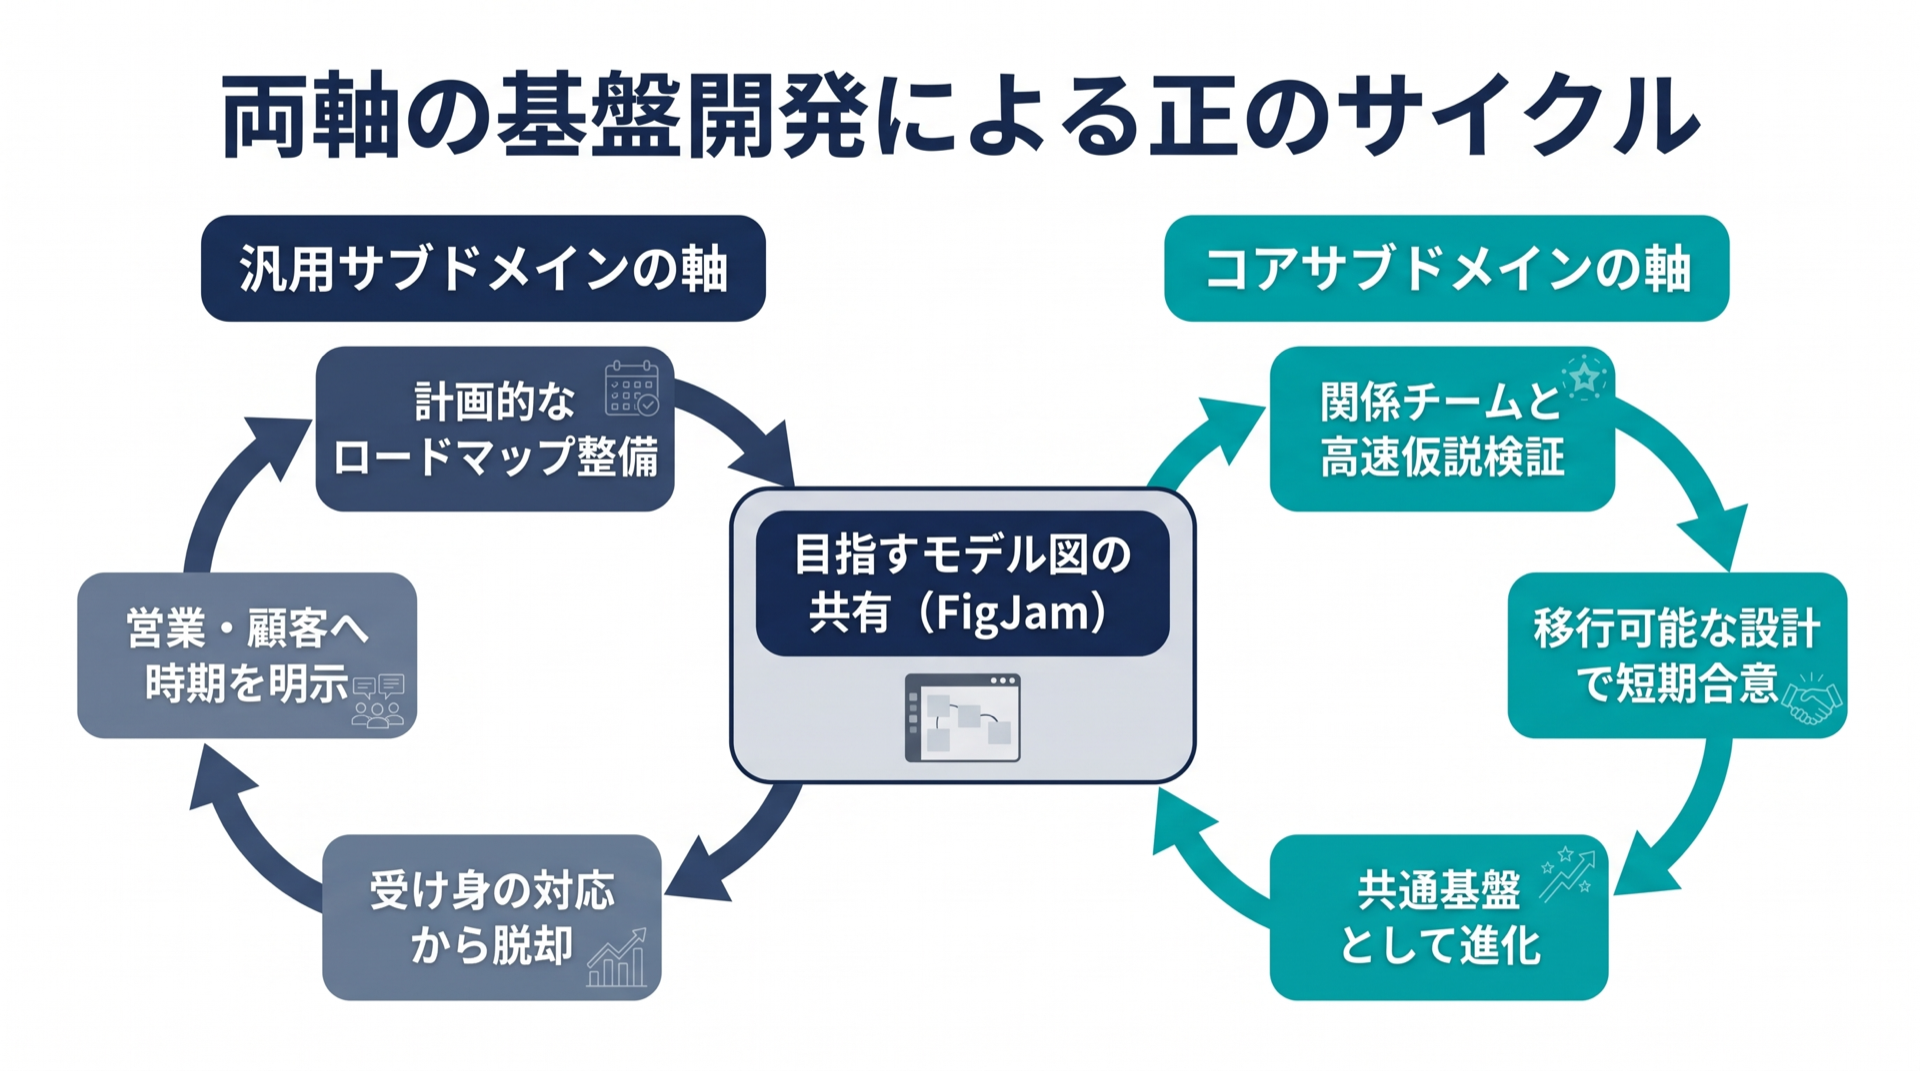 両軸の基盤開発による正のサイクル
汎用サブドメインの軸
計画的な
ロードマップ整備
営業・顧客へ
時期を明示
受け身の対応
から脱却
目指すモデル図の
共有（FigJam）
コアサブドメインの軸
関係チームと
高速仮説検証
移行可能な設計
で短期合意
共通基盤
として進化